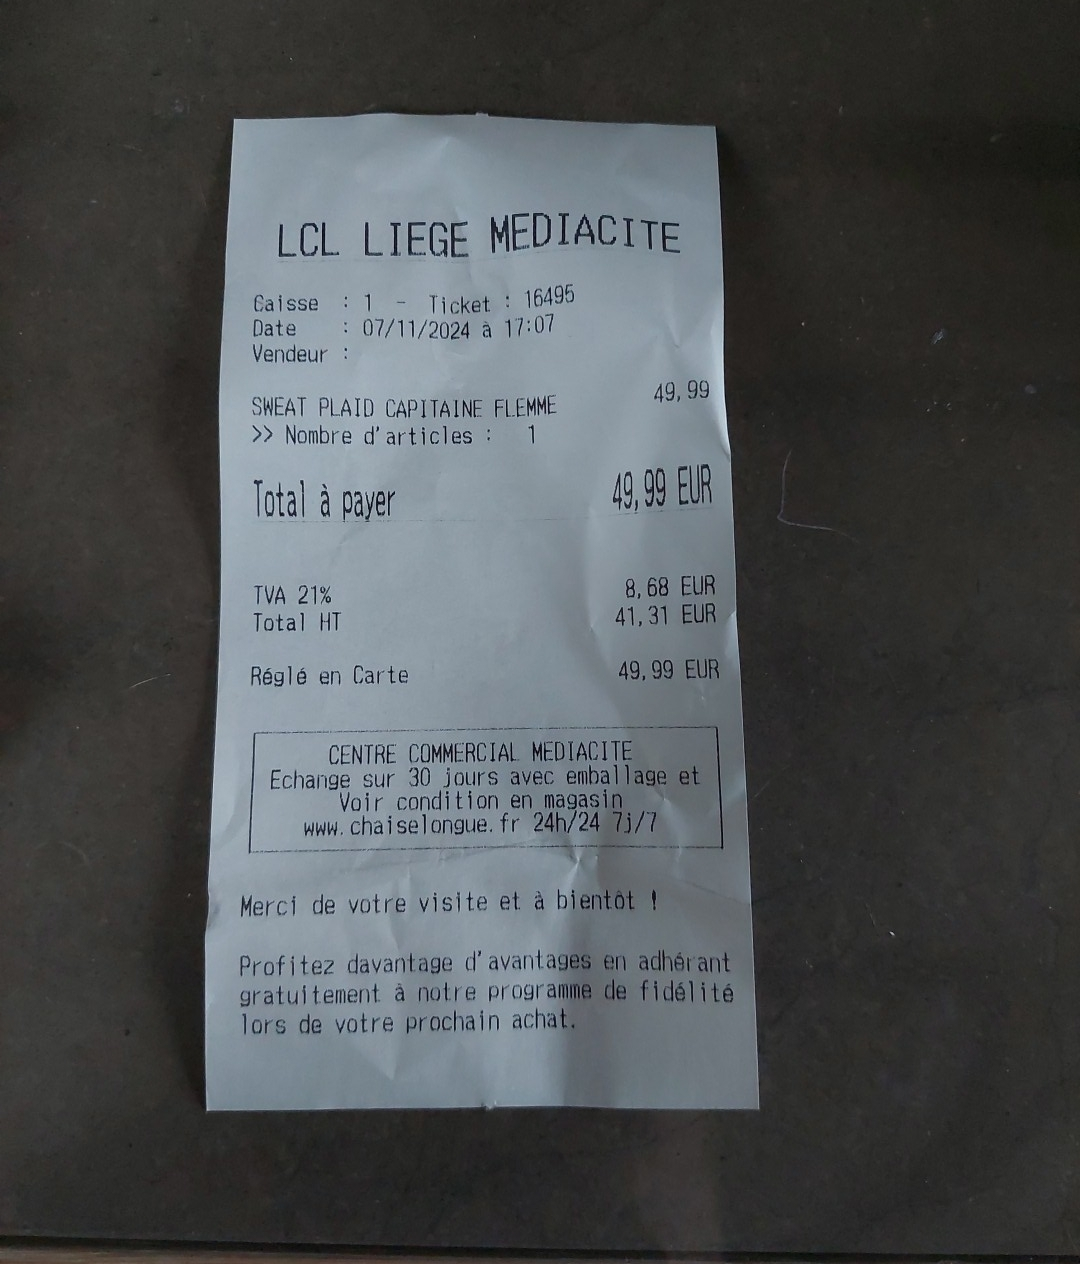 LCL LIEGE MEDIACITE
Caisse : 1 - Ticket : 16495
Date : 07/11/2024 à 17:07
Vendeur :
SWEAT PLAID CAPITAINE FLEMME 49,99
>> Nombre d'articles : 1
Total à payer 49,99 EUR
TVA 21% 8,68 EUR
Total HT 41,31 EUR
Réglé en Carte 49,99 EUR
CENTRE COMMERCIAL MEDIACITE
Echange sur 30 jours avec emballage et
Voir condition en magasin
www.chaiselongue.fr 24h/24 7j/7
Merci de votre visite et à bientôt !
Profitez davantage d'avantages en adhérant
gratuitement à notre programme de fidélité
lors de votre prochain achat.